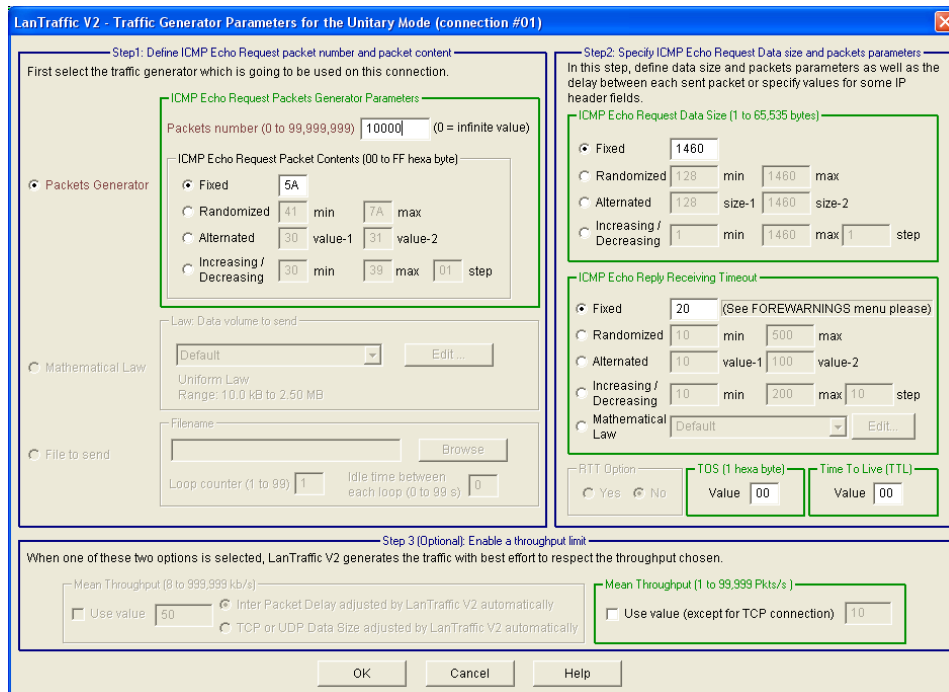 LanTraffic V2 - Traffic Generator Parameters for the Unitary Mode (connection #01)
Step1: Define ICMP Echo Request packet number and packet content
First select the traffic generator which is going to be used on this connection.
ICMP Echo Request Packets Generator Parameters
Packets number (0 to 99,999,999) 10000 (0 = infinite value)
ICMP Echo Request Packet Contents (00 to FF hexa byte)
Packets Generator
Fixed 5A
Randomized 41 min 7A max
Alternated 30 value-1 31 value-2
Increasing /
Decreasing 30 min 39 max 01 step
Law: Data volume to send
Mathematical Law
Default Edit...
Uniform Law
Range: 10.0 kB to 2.50 MB
Filename
File to send
Browse
Loop counter (1 to 99) 1 Idle time between
each loop (0 to 99 s) 0
Step2: Specify ICMP Echo Request Data size and packets parameters
In this step, define data size and packets parameters as well as the
delay between each sent packet or specify values for some IP
header fields.
ICMP Echo Request Data Size (1 to 65,535 bytes)
Fixed 1460
Randomized 128 min 1460 max
Alternated 128 size-1 1460 size-2
Increasing /
Decreasing 1 min 1460 max 1 step
ICMP Echo Reply Receiving Timeout
Fixed 20 (See FOREWARNINGS menu please)
Randomized 10 min 500 max
Alternated 10 value-1 100 value-2
Increasing /
Decreasing 10 min 200 max 10 step
Mathematical
Law Default Edit...
RTT Option
Yes No
TOS (1 hexa byte)
Value 00
Time To Live (TTL)
Value 00
Step 3 (Optional): Enable a throughput limit
When one of these two options is selected, LanTraffic V2 generates the traffic with best effort to respect the throughput chosen.
Mean Throughput (8 to 999,999 kb/s)
Use value 50
Inter Packet Delay adjusted by LanTraffic V2 automatically
TCP or UDP Data Size adjusted by LanTraffic V2 automatically
Mean Throughput (1 to 99,999 Pkts/s )
Use value (except for TCP connection) 10
OK Cancel Help